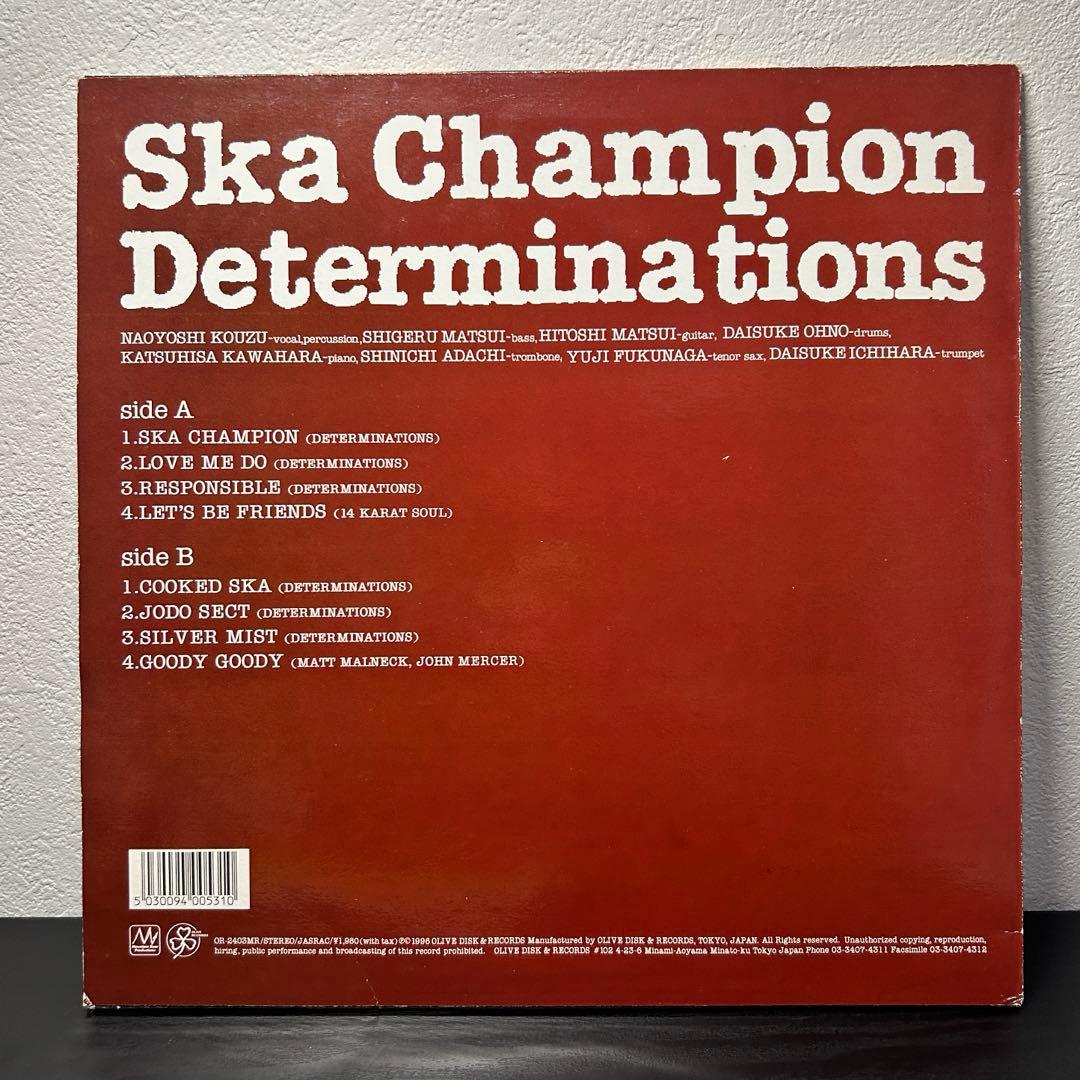 Ska Champion
Determinations
NAOYOSHI KOUZU-vocal,percussion,SHIGERU MATSUI-bass,HITOSHI MATSUI-guitar, DAISUKE OHNO-drums,
KATSUHISA KAWAHARA-piano,SHINICHI ADACHI-trombone, YUJI FUKUNAGA-tenor sax, DAISUKE ICHIHARA-trumpet
side A
1.SKA CHAMPION (DETERMINATIONS)
2.LOVE ME DO (DETERMINATIONS)
3.RESPONSIBLE (DETERMINATIONS)
4.LET'S BE FRIENDS (14 KARAT SOUL)
side B
1.COOKED SKA (DETERMINATIONS)
2.JODO SECT (DETERMINATIONS)
3.SILVER MIST (DETERMINATIONS)
4.GOODY GOODY (MATT MALNECK, JOHN MERCER)
5 030094 005310
OR-2403MR/STEREO/JASRAC/¥1,980(with tax)℗© 1996 OLIVE DISK & RECORDS Manufactured by OLIVE DISK & RECORDS, TOKYO, JAPAN. All Rights reserved. Unauthorized copying, reproduction,
hiring, public performance and broadcasting of this record prohibited. OLIVE DISK & RECORDS #102 4-23-6 Minami-Aoyama Minato-ku Tokyo Japan Phone 03-3407-4311 Facsimile 03-3407-4312